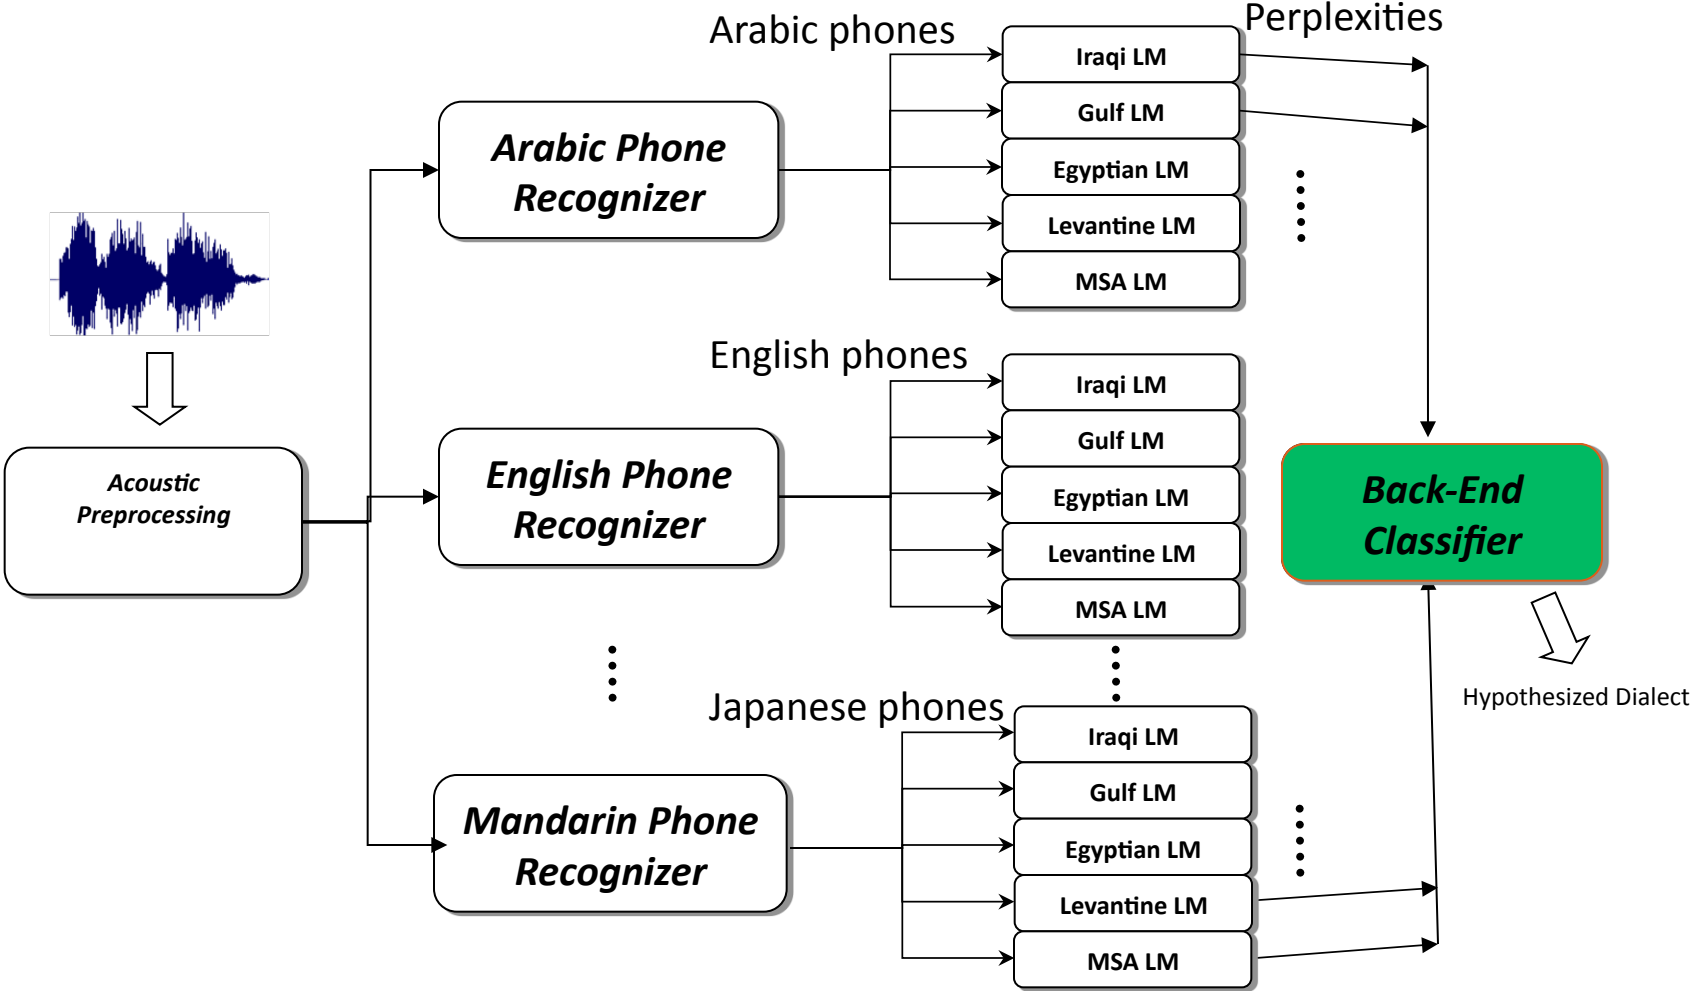 Perplexities
Arabic phones
Iraqi LM
Gulf LM
Egyptian LM
Levantine LM
MSA LM
Arabic Phone
Recognizer
English phones
Iraqi LM
Gulf LM
Egyptian LM
Levantine LM
MSA LM
Acoustic
Preprocessing
English Phone
Recognizer
Back-End
Classifier
Hypothesized Dialect
Japanese phones
Iraqi LM
Gulf LM
Egyptian LM
Levantine LM
MSA LM
Mandarin Phone
Recognizer